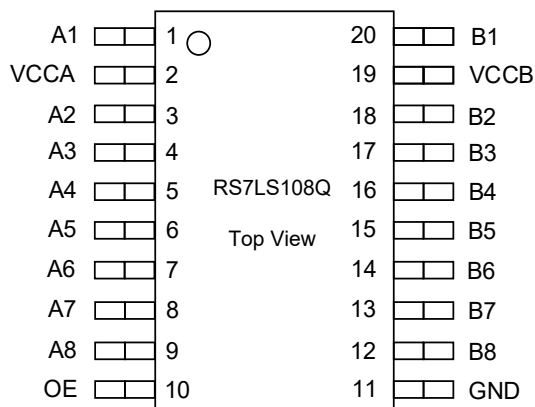 A1 1 20 B1
VCCA 2 19 VCCB
A2 3 18 B2
A3 4 17 B3
A4 5 RS7LS108Q 16 B4
A5 6 Top View 15 B5
A6 7 14 B6
A7 8 13 B7
A8 9 12 B8
OE 10 11 GND